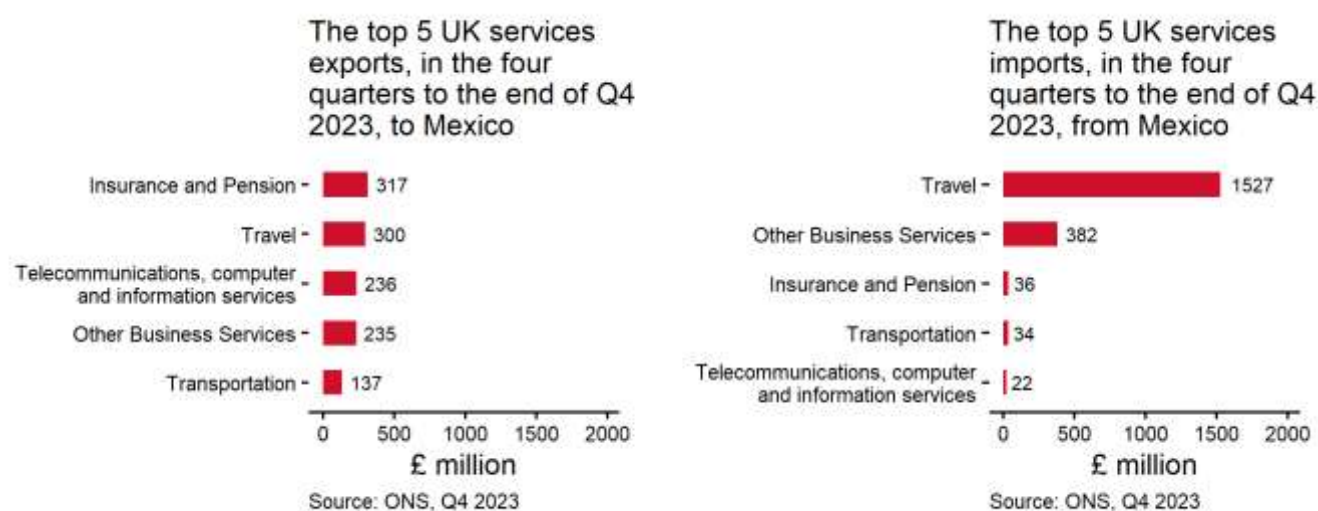 The top 5 UK services
exports, in the four
quarters to the end of Q4
2023, to Mexico
Insurance and Pension
317
Travel
300
Telecommunications, computer
and information services
236
Other Business Services
235
Transportation
137
0 500 1000 1500 2000
£ million
Source: ONS, Q4 2023
The top 5 UK services
imports, in the four
quarters to the end of Q4
2023, from Mexico
Travel
1527
Other Business Services
382
Insurance and Pension
36
Transportation
34
Telecommunications, computer
and information services
22
0 500 1000 1500 2000
£ million
Source: ONS, Q4 2023